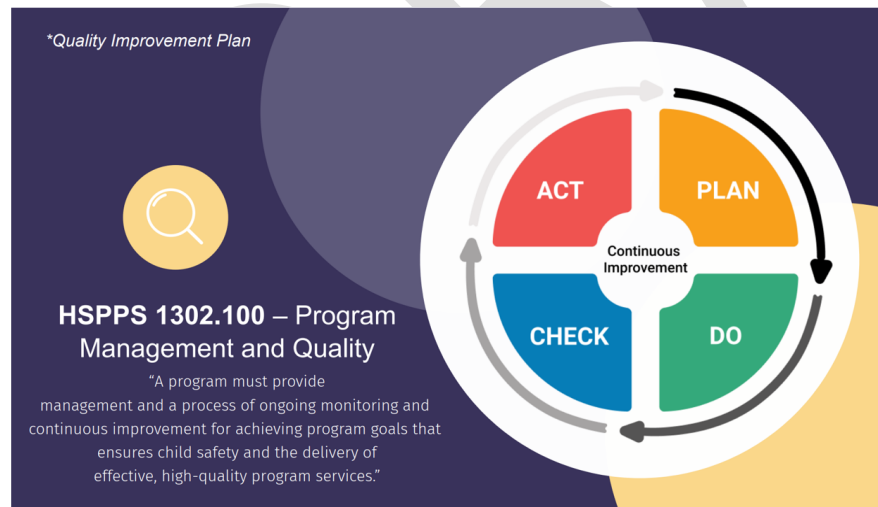 *Quality Improvement Plan
HSPPS 1302.100 – Program
Management and Quality
“A program must provide
management and a process of ongoing monitoring and
continuous improvement for achieving program goals that
ensures child safety and the delivery of
effective, high-quality program services.”
ACT
PLAN
Continuous
Improvement
CHECK
DO